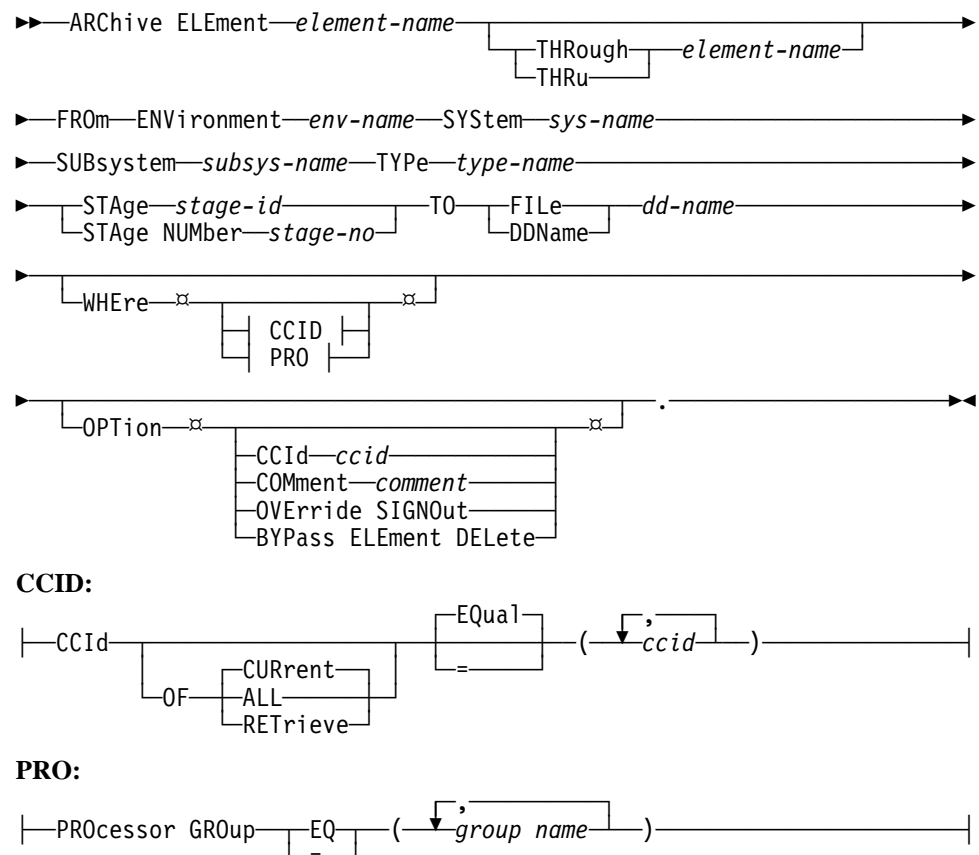 ARChive ELEment element-name
THRough element-name
THRu
FROm ENVironment env-name SYStem sys-name
SUBsystem subsys-name TYPe type-name
STAge stage-id TO FILe dd-name
STAge NUMber stage-no DDName
WHEre ¤ ¤
CCID
PRO
OPTion ¤ ¤ .
CCId ccid
COMment comment
OVErride SIGNOut
BYPass ELEment DELete
CCID:
EQual ,
CCId = ( ccid )
CURrent
OF ALL
RETrieve
PRO:
,
PROcessor GROup EQ ( group name )